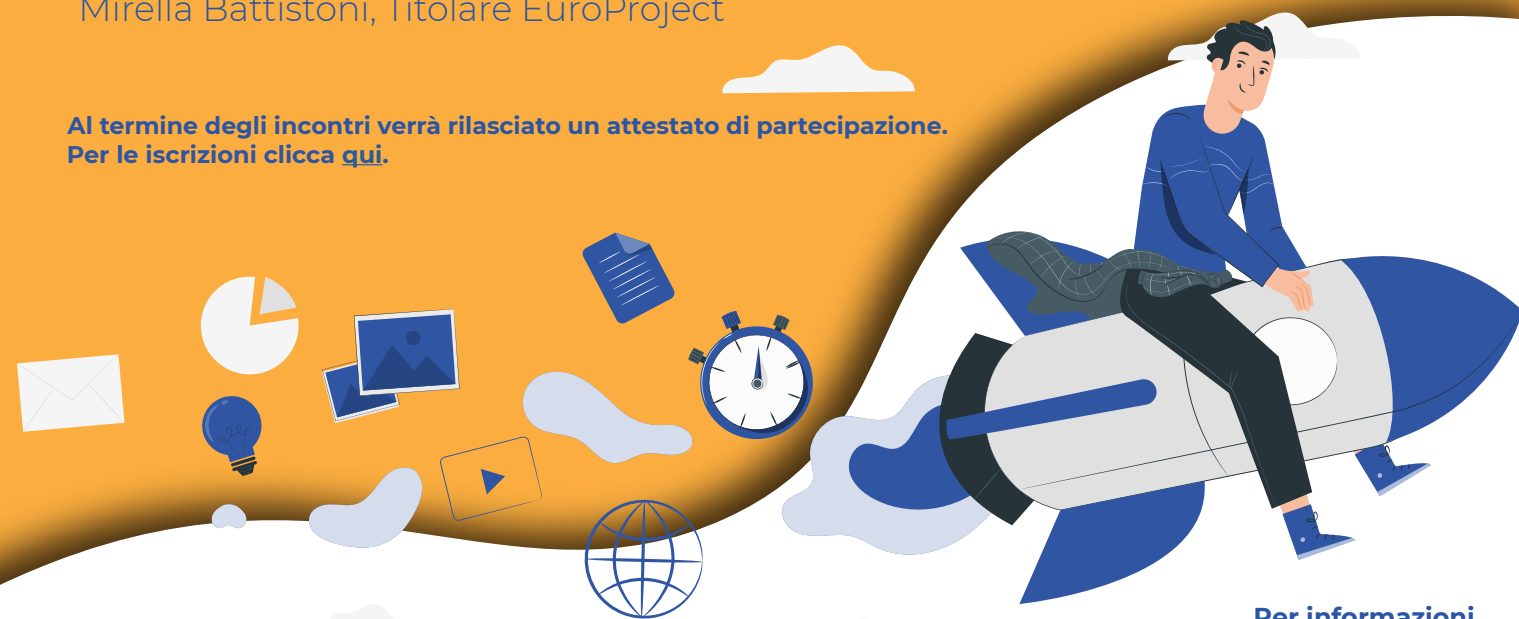 Mirella Battistoni, Titolare EuroProject
Al termine degli incontri verrà rilasciato un attestato di partecipazione.
Per le iscrizioni clicca qui.
Per informazioni